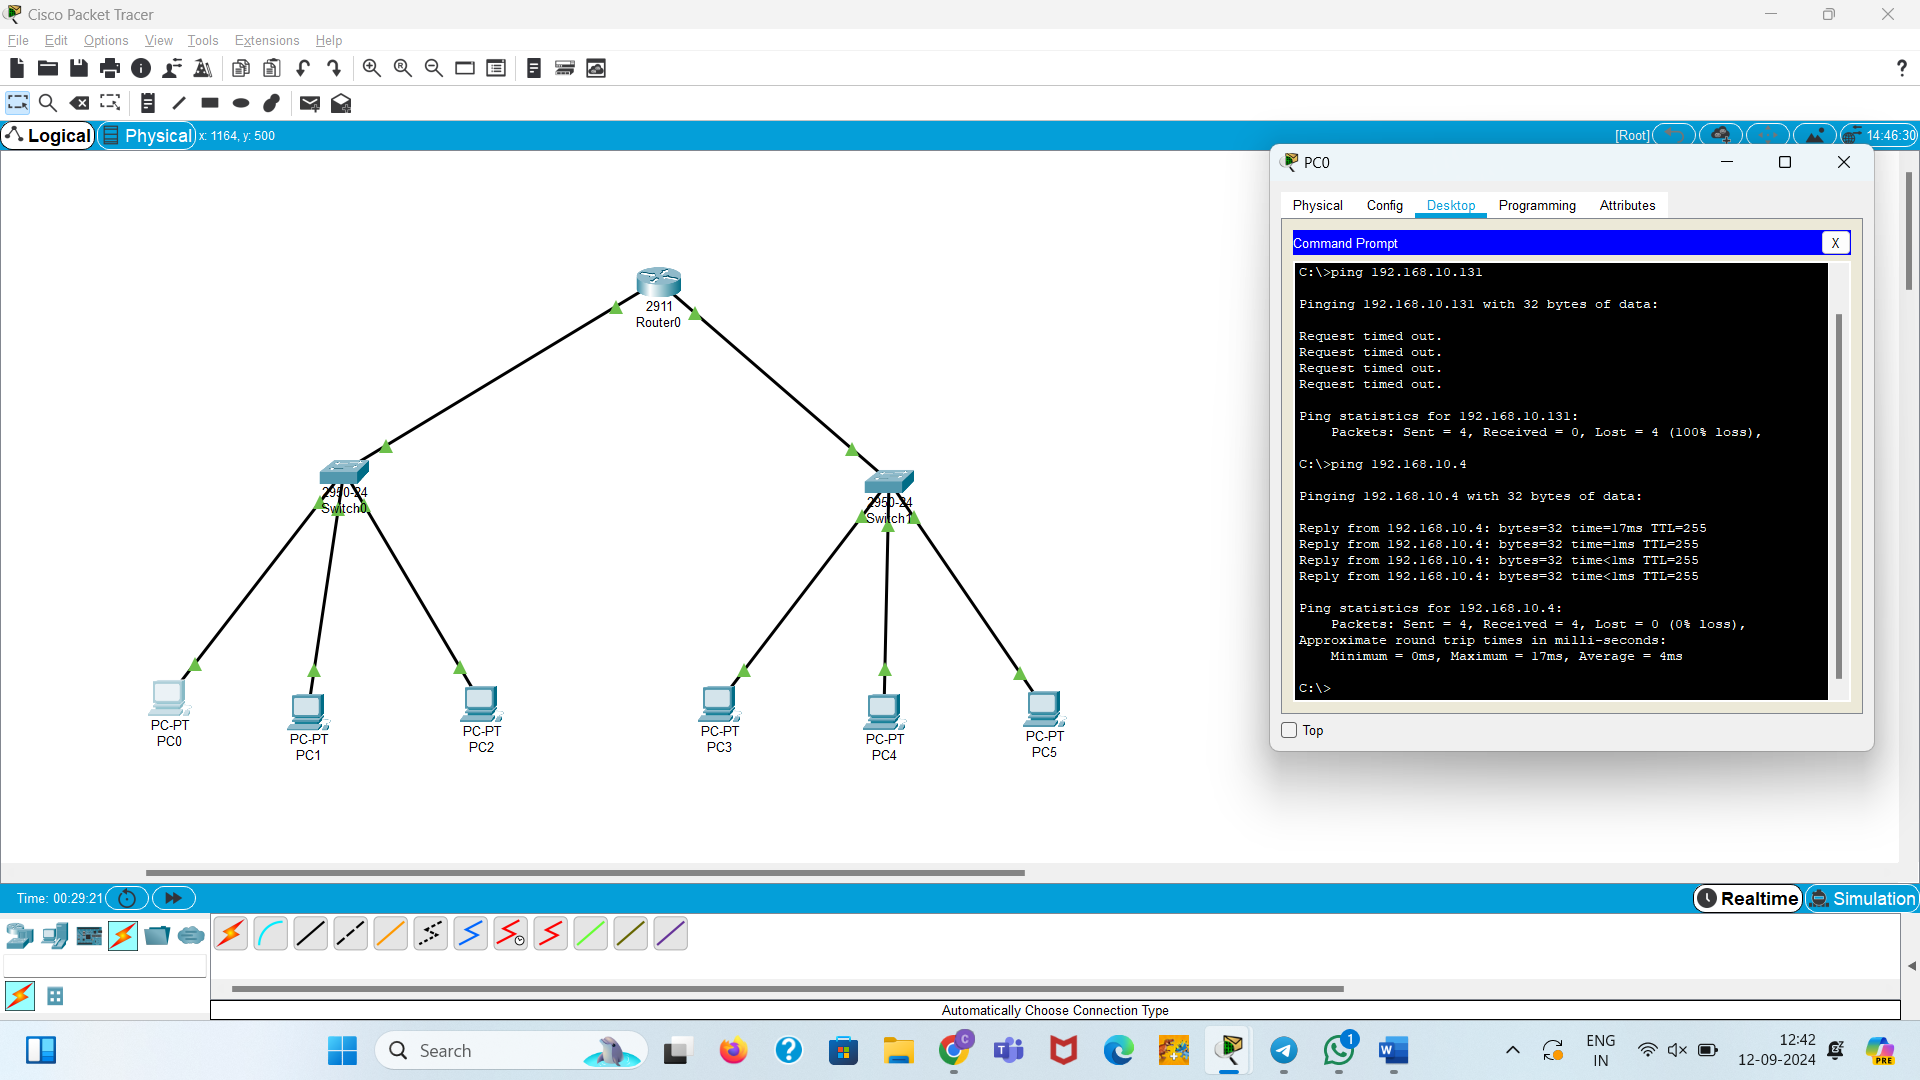 Cisco Packet Tracer
File Edit Options View Tools Extensions Help
Logical Physical x: 1164, y: 500 [Root] 14:46:30
2911
Router0
2950-24
Switch0
2950-24
Switch1
PC-PT
PC0
PC-PT
PC1
PC-PT
PC2
PC-PT
PC3
PC-PT
PC4
PC-PT
PC5
PC0
Physical Config Desktop Programming Attributes
Command Prompt X
C:\>ping 192.168.10.131
Pinging 192.168.10.131 with 32 bytes of data:
Request timed out.
Request timed out.
Request timed out.
Request timed out.
Ping statistics for 192.168.10.131:
Packets: Sent = 4, Received = 0, Lost = 4 (100% loss),
C:\>ping 192.168.10.4
Pinging 192.168.10.4 with 32 bytes of data:
Reply from 192.168.10.4: bytes=32 time=17ms TTL=255
Reply from 192.168.10.4: bytes=32 time=1ms TTL=255
Reply from 192.168.10.4: bytes=32 time<1ms TTL=255
Reply from 192.168.10.4: bytes=32 time<1ms TTL=255
Ping statistics for 192.168.10.4:
Packets: Sent = 4, Received = 4, Lost = 0 (0% loss),
Approximate round trip times in milli-seconds:
Minimum = 0ms, Maximum = 17ms, Average = 4ms
C:\>
Top
Time: 00:29:21 Realtime Simulation
Automatically Choose Connection Type
Search
C
1
ENG
IN
12:42
12-09-2024
PRE